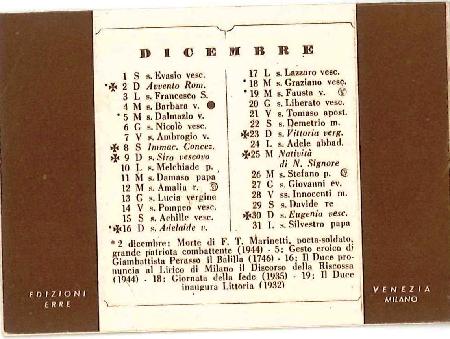 DICEMBRE
1 S s. Evasio vesc.
✠ 2 D Avvento Rom.
3 L s. Francesco S.
4 M s. Barbara v. ●
* 5 M s. Dalmazio v.
6 G s. Nicolò vesc.
7 V s. Ambrogio v.
✠ 8 S Immac. Concez.
✠ 9 D s. Siro vescovo
10 L s. Melchiade p.
11 M s. Damasa papa
12 M s. Amalia r.
13 G s. Lucia vergine
14 V s. Pompeo vesc.
15 S s. Achille vesc.
*✠16 D s. Adelaide v.
17 L s. Lazzaro vesc.
* 18 M s. Graziano vesc.
* 19 M s. Fausta v.
20 G s. Liberato vesc.
21 V s. Tomaso apost.
22 S s. Demetrio m.
✠23 D s. Vittoria verg.
24 L s. Adele abbad.
✠25 M Natività
di N. Signore
26 M s. Stefano p.
27 G s. Giovanni ev.
28 V ss. Innocenti m.
29 S s. Davide re
✠30 D s. Eugenia vesc.
31 L s. Silvestro papa
* 2 dicembre: Morte di F. T. Marinetti, poeta-soldato,
grande patriota combattente (1944) - 5; Gesto eroico di
Giambattista Perasso il Balilla (1746) - 16; Il Duce pro-
nuncia al Lirico di Milano il Discorso della Riscossa
(1944) - 18; Giornata della fede (1935) - 19; Il Duce
inaugura Littoria (1932)
EDIZIONI
ERRE
VENEZIA
MILANO